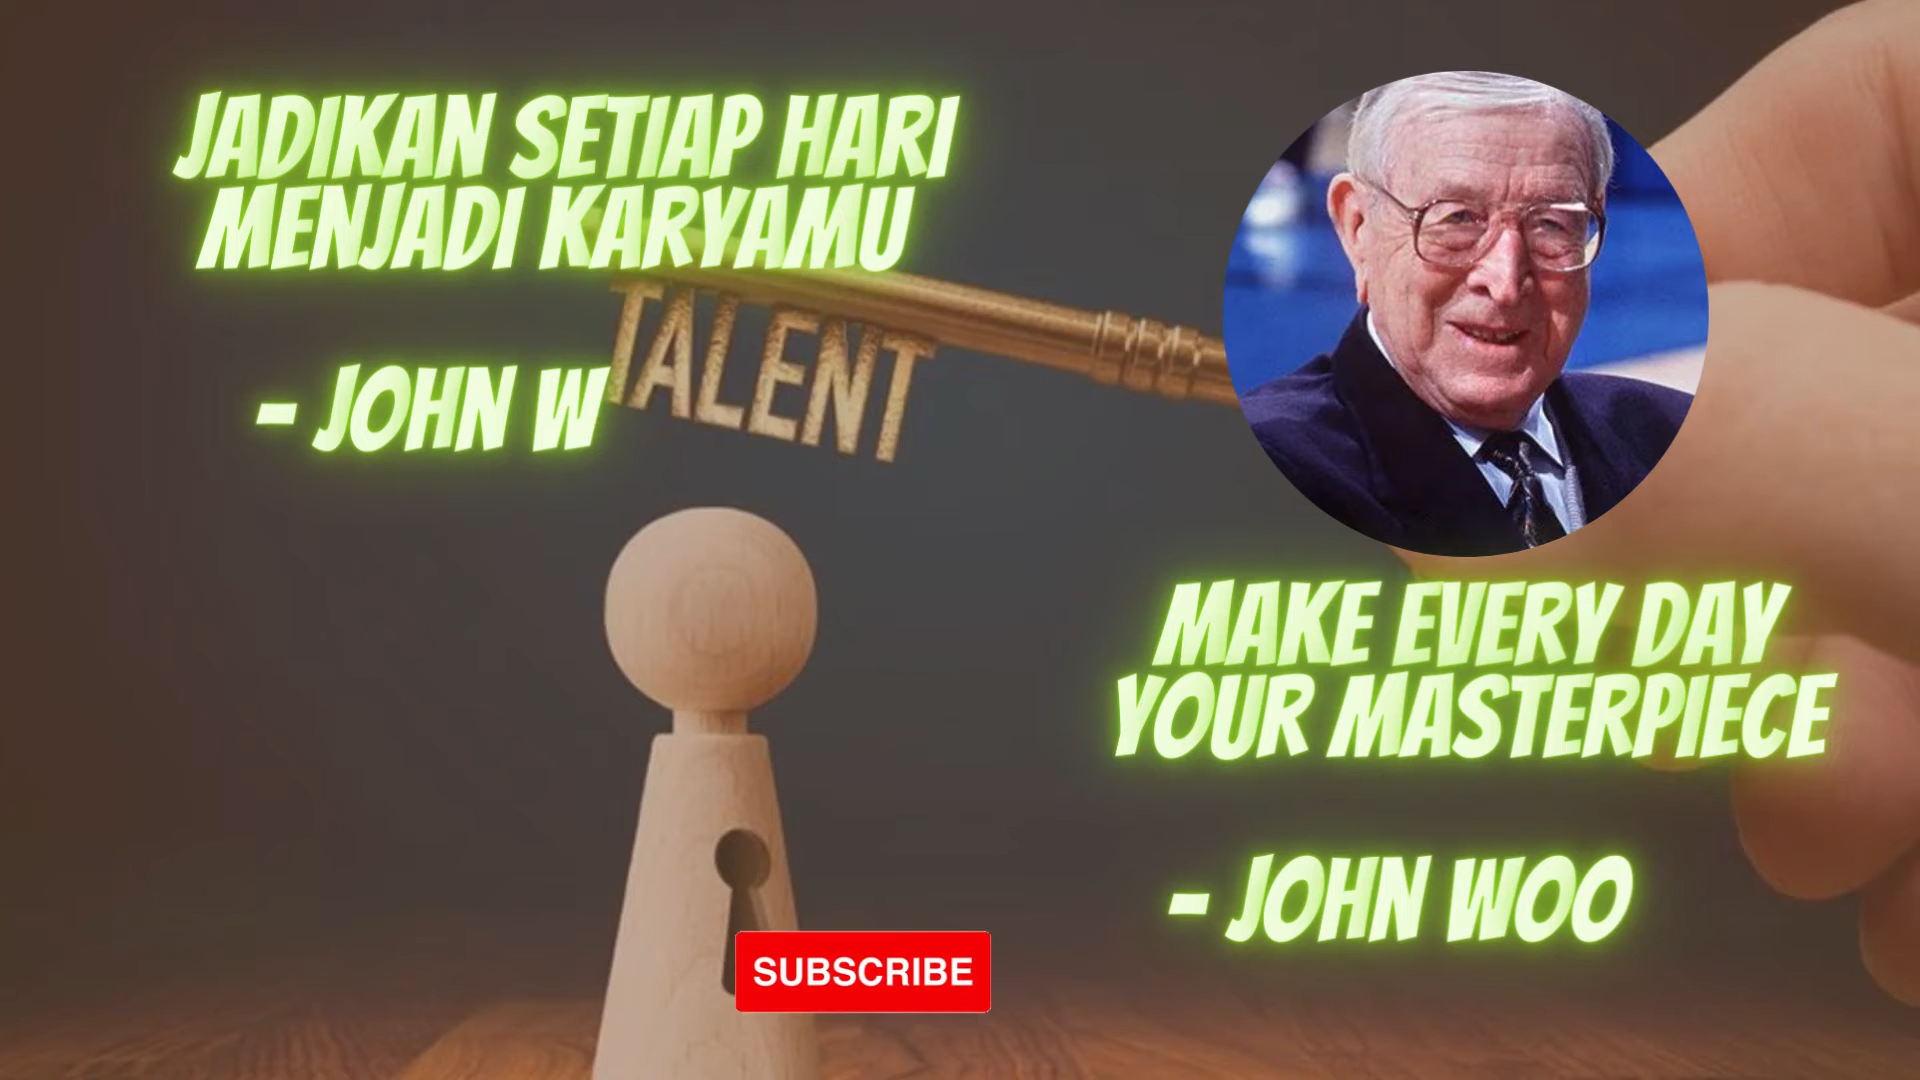 JADIKAN SETIAP HARI
MENJADI KARYAMU
- JOHN W
TALENT
MAKE EVERY DAY
YOUR MASTERPIECE
- JOHN WOO
SUBSCRIBE